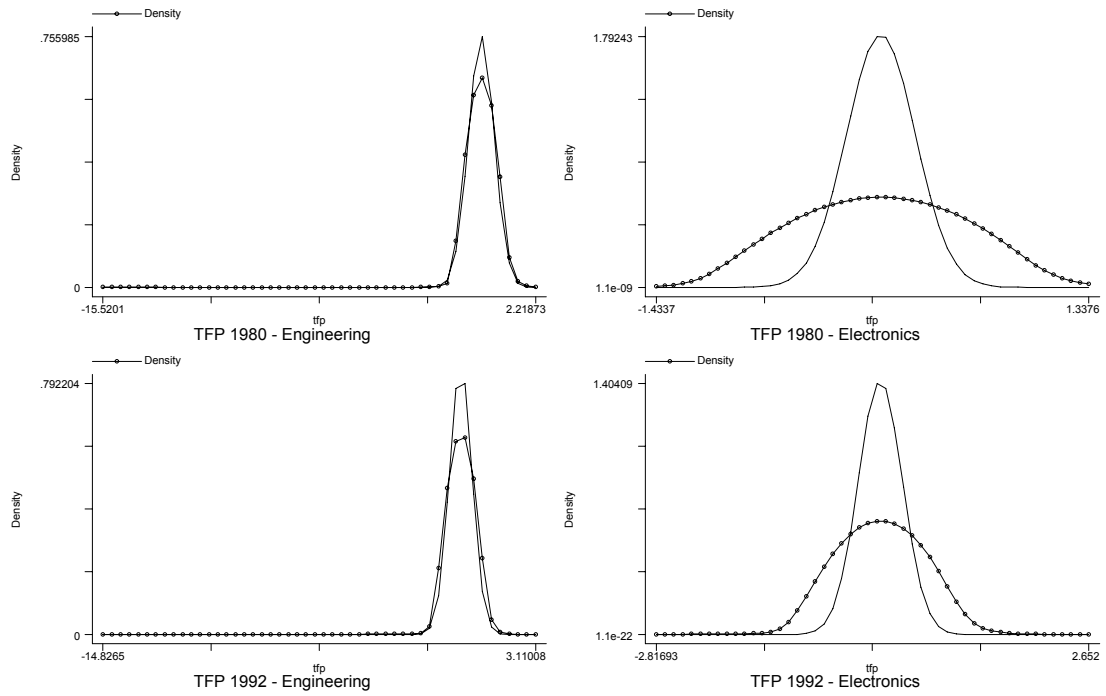 Density
.755985
Density
0
-15.5201
2.21873
tfp
TFP 1980 - Engineering
Density
1.79243
Density
1.1e-09
-1.4337
1.3376
tfp
TFP 1980 - Electronics
Density
.792204
Density
0
-14.8265
3.11008
tfp
TFP 1992 - Engineering
Density
1.40409
Density
1.1e-22
-2.81693
2.652
tfp
TFP 1992 - Electronics